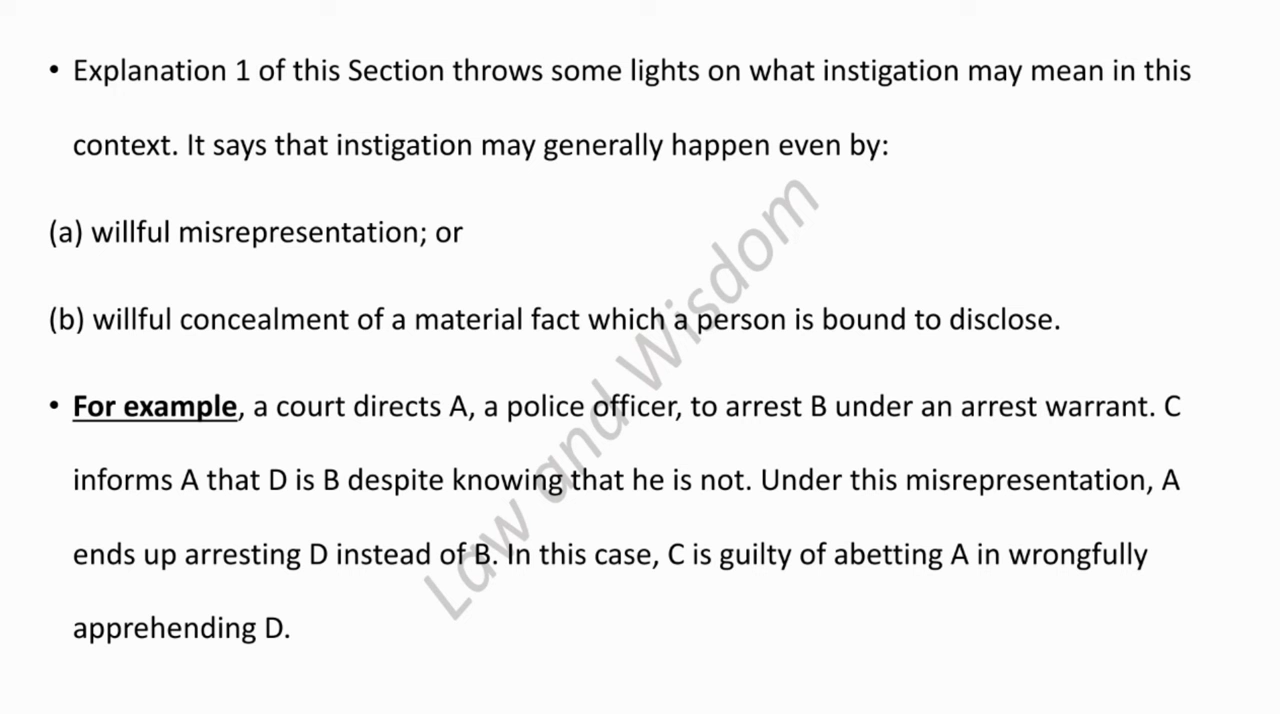 • Explanation 1 of this Section throws some lights on what instigation may mean in this
context. It says that instigation may generally happen even by:
(a) willful misrepresentation; or
(b) willful concealment of a material fact which a person is bound to disclose.
• For example, a court directs A, a police officer, to arrest B under an arrest warrant. C
informs A that D is B despite knowing that he is not. Under this misrepresentation, A
ends up arresting D instead of B. In this case, C is guilty of abetting A in wrongfully
apprehending D.
Law and Wisdom